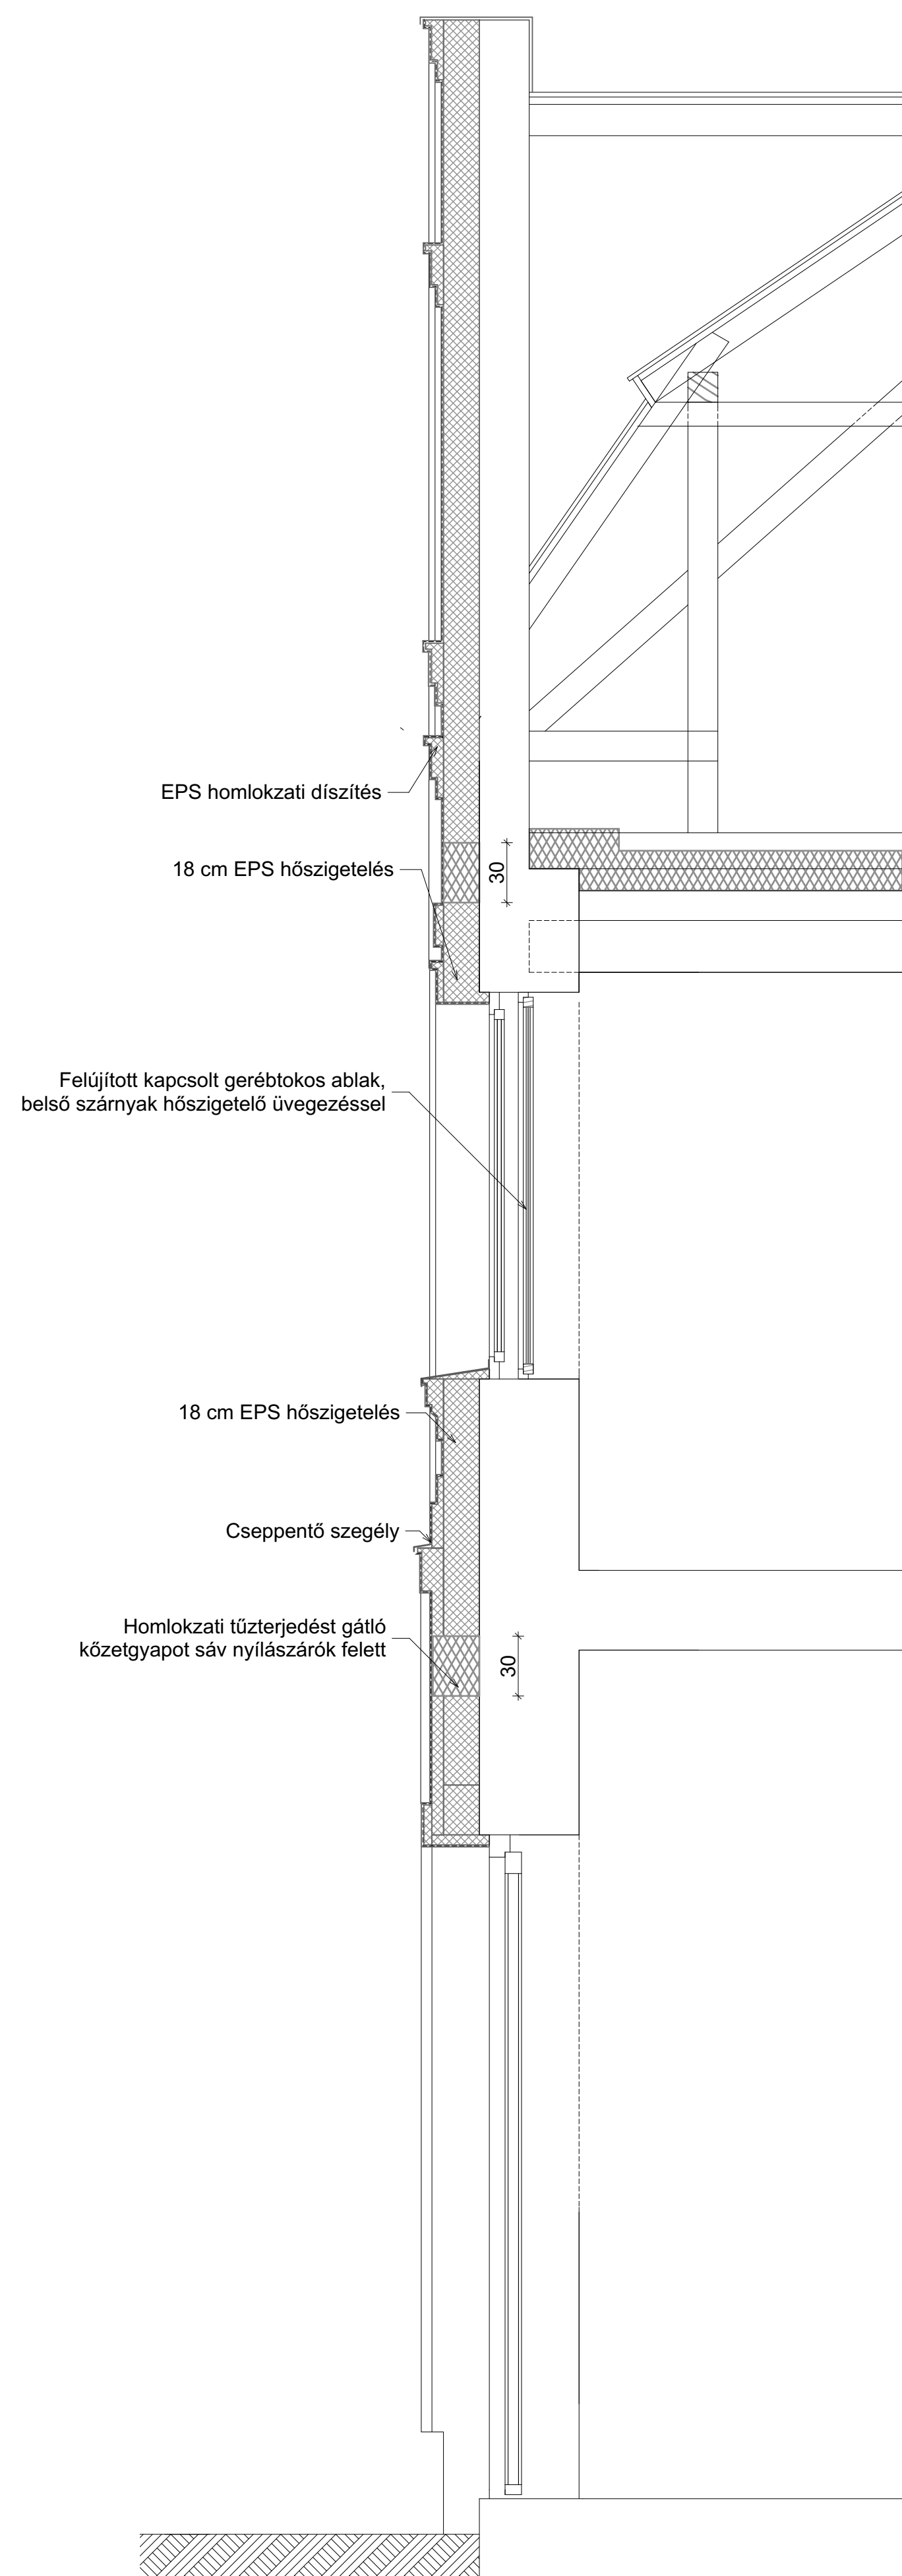 EPS homlokzati díszítés
18 cm EPS hőszigetelés
30
Felújított kapcsolt gerébtokos ablak,
belső szárnyak hőszigetelő üvegezéssel
18 cm EPS hőszigetelés
Cseppentő szegély
Homlokzati tűzterjedést gátló
kőzetgyapot sáv nyílászárók felett
30